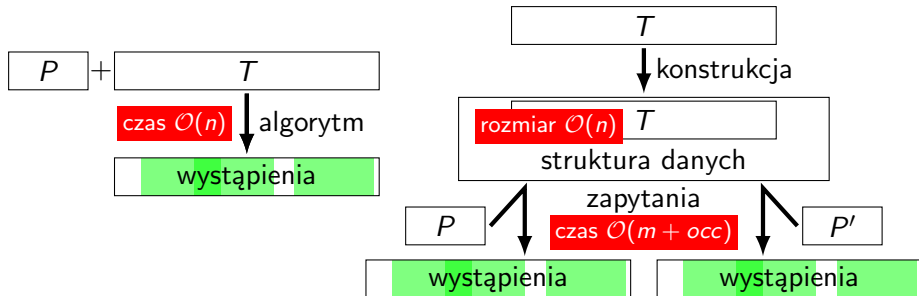 P + T
czas O(n) algorytm
wystąpienia
T
konstrukcja
rozmiar O(n) T
struktura danych
zapytania
P czas O(m + occ) P′
wystąpienia wystąpienia